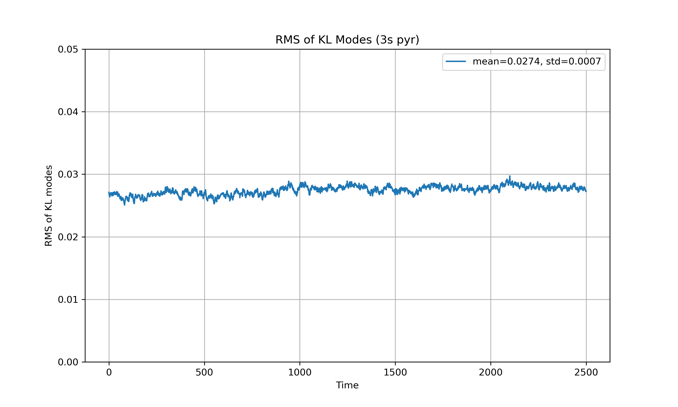 RMS of KL Modes (3s pyr)
mean=0.0274, std=0.0007
RMS of KL modes
0.05
0.04
0.03
0.02
0.01
0.00
0 500 1000 1500 2000 2500
Time